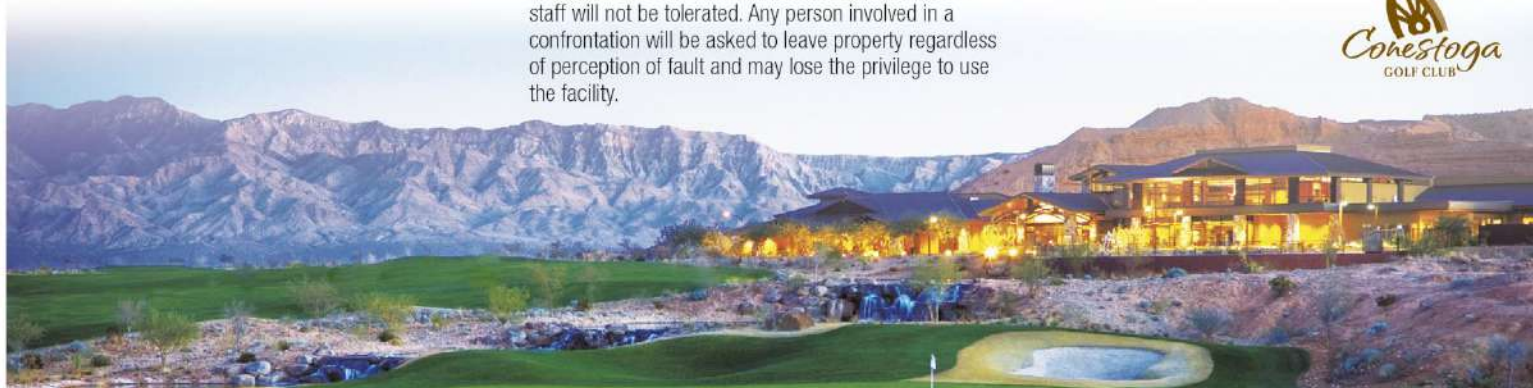 staff will not be tolerated. Any person involved in a
confrontation will be asked to leave property regardless
of perception of fault and may lose the privilege to use
the facility.
Conestoga
GOLF CLUB